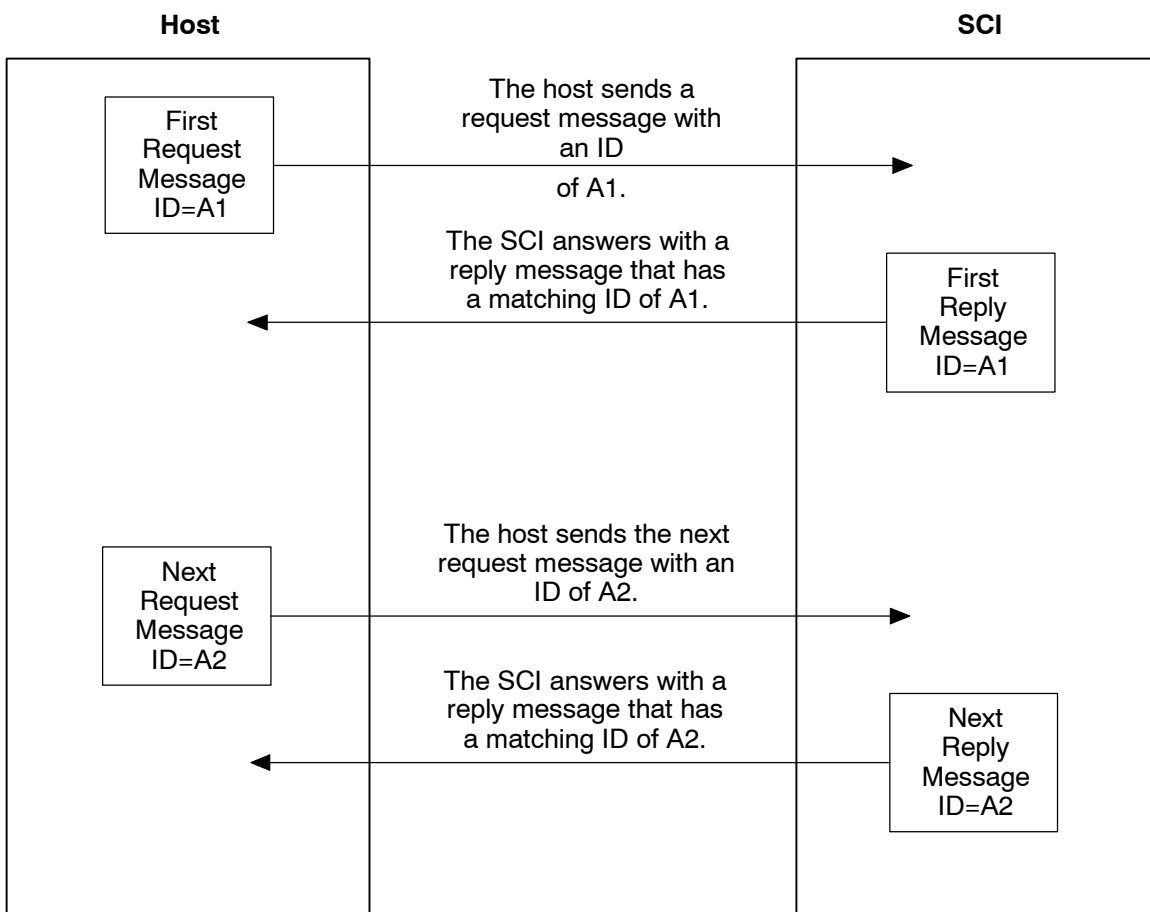 Host
SCI
First
Request
Message
ID=A1
The host sends a
request message with
an ID
of A1.
The SCI answers with a
reply message that has
a matching ID of A1.
First
Reply
Message
ID=A1
Next
Request
Message
ID=A2
The host sends the next
request message with an
ID of A2.
The SCI answers with a
reply message that has
a matching ID of A2.
Next
Reply
Message
ID=A2